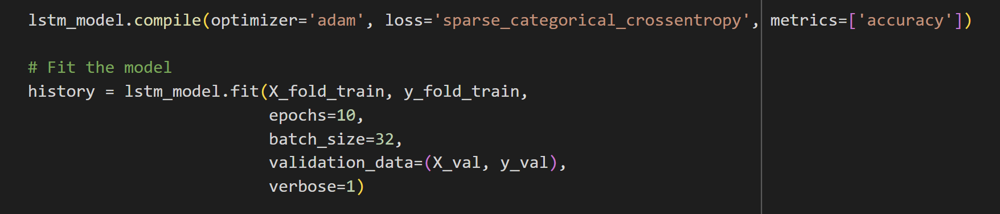 lstm_model.compile(optimizer='adam', loss='sparse_categorical_crossentropy', metrics=['accuracy'])
# Fit the model
history = lstm_model.fit(X_fold_train, y_fold_train,
epochs=10,
batch_size=32,
validation_data=(X_val, y_val),
verbose=1)